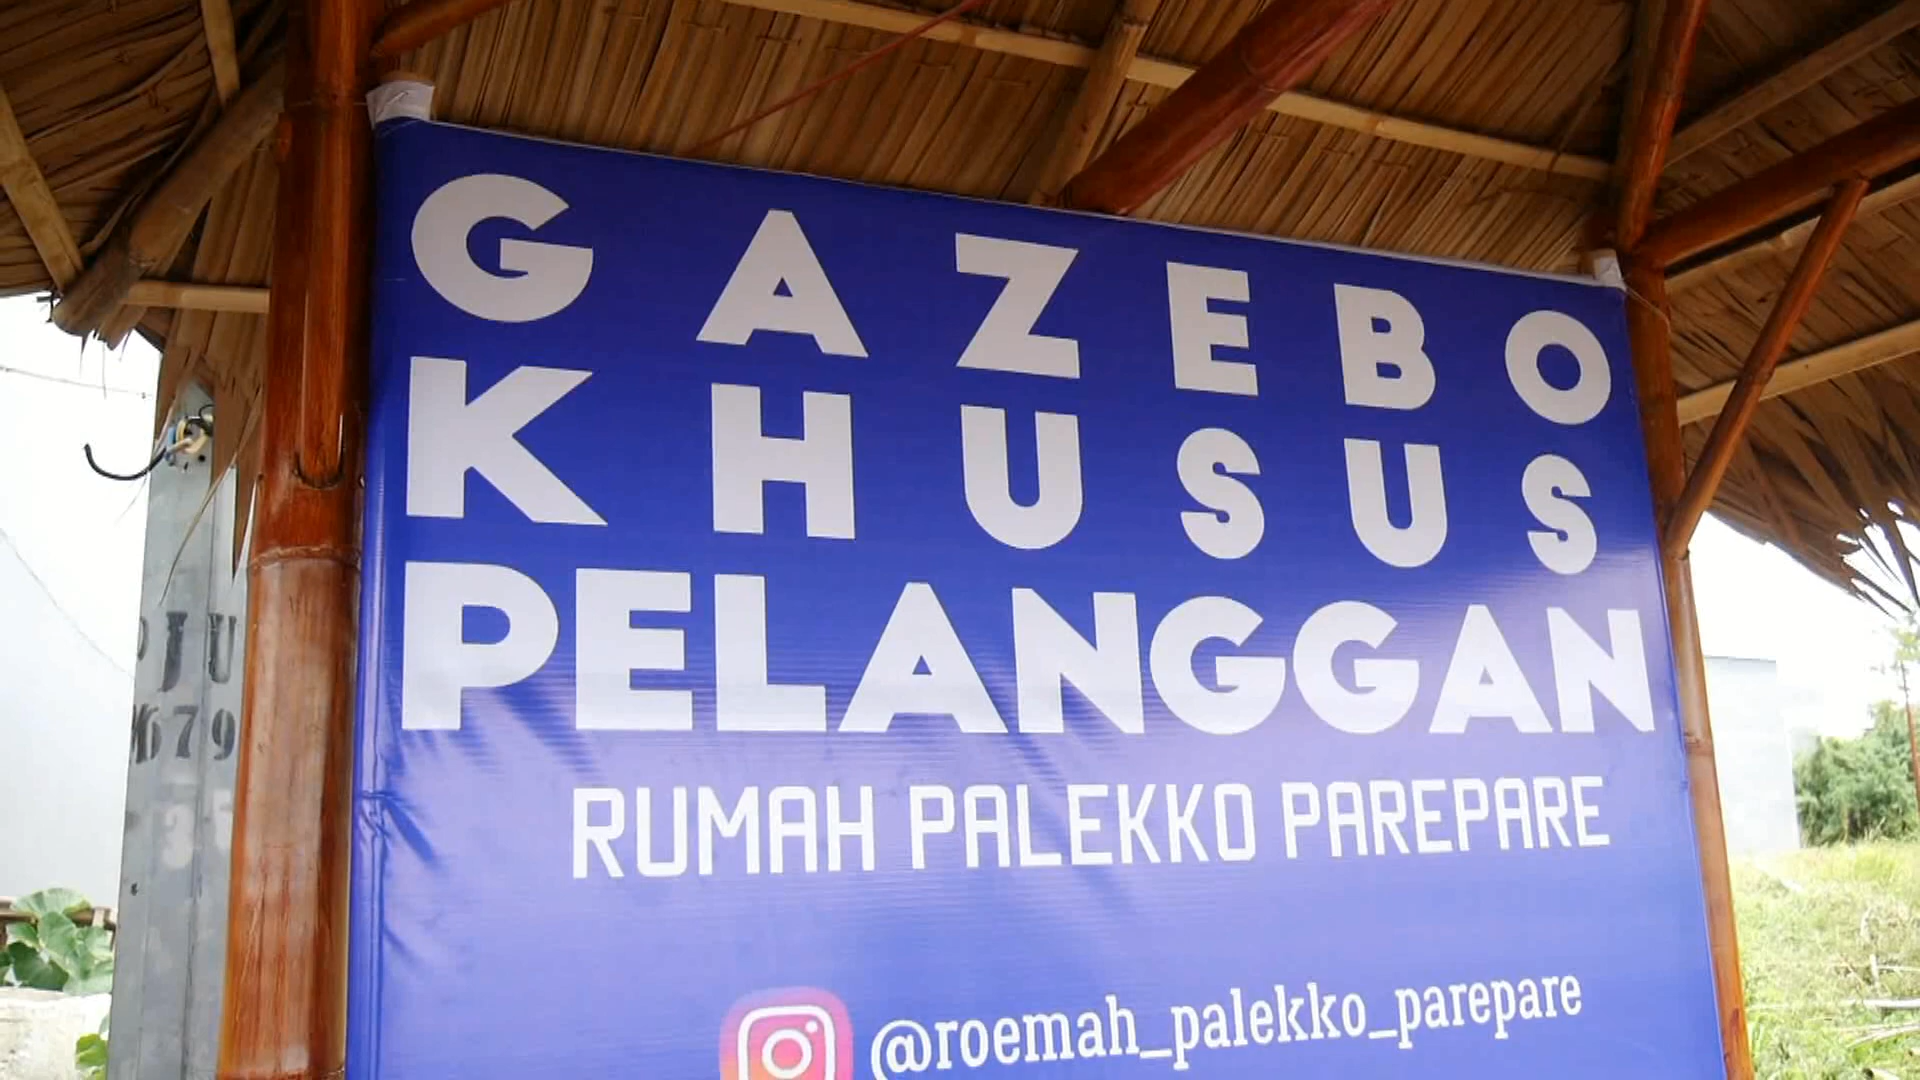 GAZEBO
KHUSUS
PELANGGAN
RUMAH PALEKKO PAREPARE
@roemah_palekko_parepare